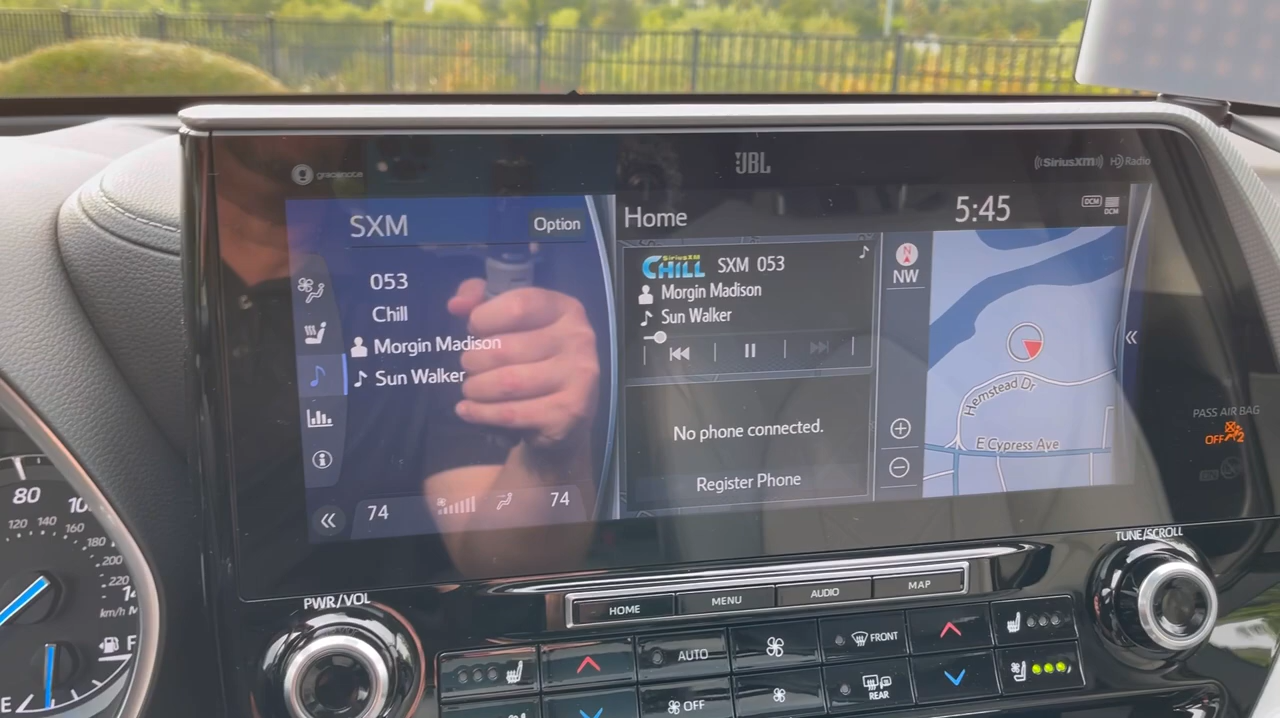 gracenote
JBL
SiriusXM
HD Radio
SXM
Option
053
Chill
Morgin Madison
Sun Walker
74
74
Home
5:45
DCM
DCM
SiriusXM
CHILL
SXM 053
Morgin Madison
Sun Walker
No phone connected.
Register Phone
N
NW
Hemstead Dr
E Cypress Ave
PASS AIR BAG
OFF
2
80
120
140
160
180
200
220
km/h
F
E
PWR/VOL
TUNE/SCROLL
HOME
MENU
AUDIO
MAP
AUTO
FRONT
OFF
REAR